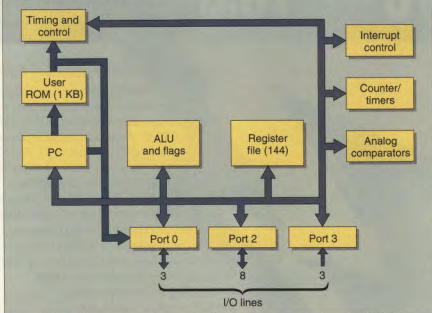 Timing and
control
Interrupt
control
User
ROM (1 KB)
Counter/
timers
ALU
and flags
Register
file (144)
PC
Analog
comparators
Port 0
Port 2
Port 3
3
8
3
I/O lines